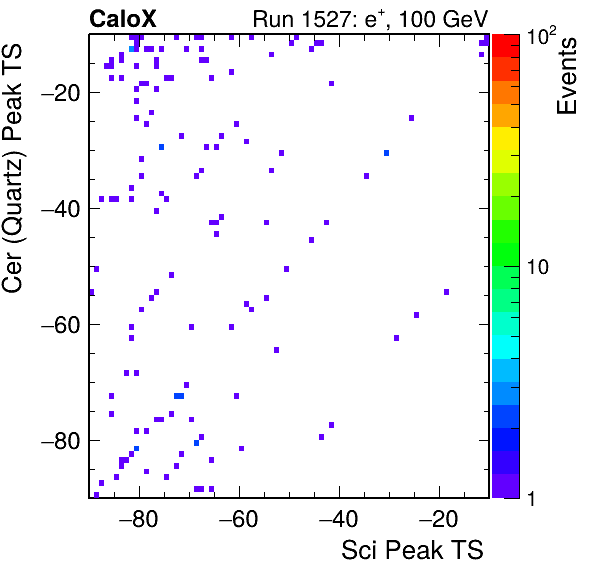 CaloX Run 1527: e⁺, 100 GeV
Cer (Quartz) Peak TS
−20
−40
−60
−80
−80 −60 −40 −20
Sci Peak TS
10²
10
1
Events